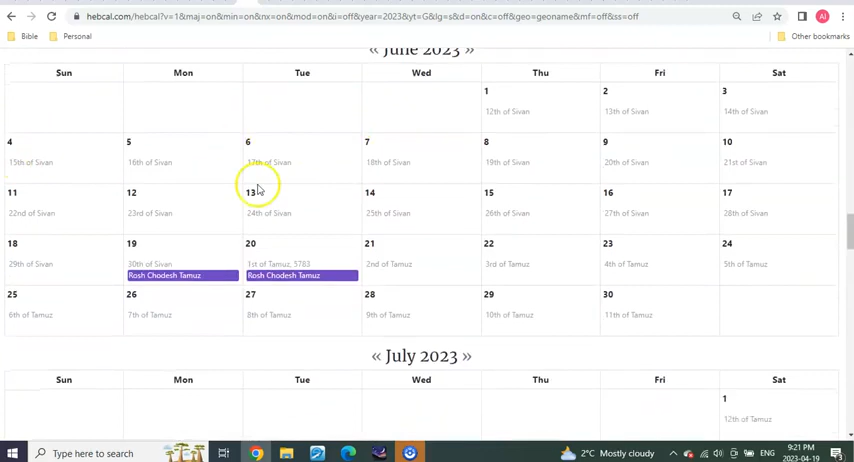 hebcal.com/hebcal?v=1&maj=on&min=on&nx=on&mod=on&i=off&year=2023&yt=G&lg=s&d=on&c=off&geo=geoname&mf=off&ss=off
AI
Bible
Personal
Other bookmarks
« June 2023 »
Sun Mon Tue Wed Thu Fri Sat
1 2 3
12th of Sivan 13th of Sivan 14th of Sivan
4 5 6 7 8 9 10
15th of Sivan 16th of Sivan 17th of Sivan 18th of Sivan 19th of Sivan 20th of Sivan 21st of Sivan
11 12 13 14 15 16 17
22nd of Sivan 23rd of Sivan 24th of Sivan 25th of Sivan 26th of Sivan 27th of Sivan 28th of Sivan
18 19 20 21 22 23 24
29th of Sivan 30th of Sivan 1st of Tamuz, 5783 2nd of Tamuz 3rd of Tamuz 4th of Tamuz 5th of Tamuz
Rosh Chodesh Tamuz Rosh Chodesh Tamuz
25 26 27 28 29 30
6th of Tamuz 7th of Tamuz 8th of Tamuz 9th of Tamuz 10th of Tamuz 11th of Tamuz
« July 2023 »
Sun Mon Tue Wed Thu Fri Sat
1
12th of Tamuz
Type here to search
2°C Mostly cloudy
ENG
9:21 PM
2023-04-19
3